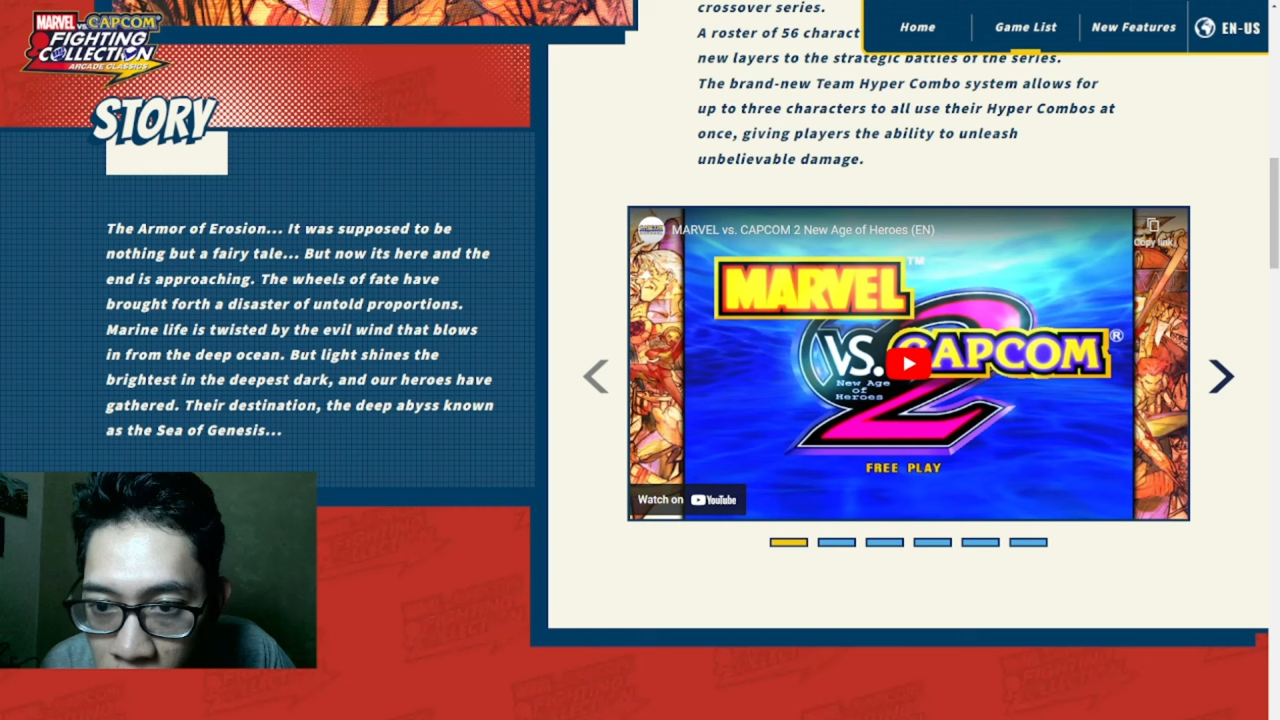 MARVEL vs. CAPCOM
FIGHTING
COLLECTION
ARCADE CLASSICS
Home
Game List
New Features
EN-US
STORY
The Armor of Erosion... It was supposed to be
nothing but a fairy tale... But now its here and the
end is approaching. The wheels of fate have
brought forth a disaster of untold proportions.
Marine life is twisted by the evil wind that blows
in from the deep ocean. But light shines the
brightest in the deepest dark, and our heroes have
gathered. Their destination, the deep abyss known
as the Sea of Genesis...
crossover series.
A roster of 56 charact
new layers to the strategic battles of the series.
The brand-new Team Hyper Combo system allows for
up to three characters to all use their Hyper Combos at
once, giving players the ability to unleash
unbelievable damage.
MARVEL vs. CAPCOM 2 New Age of Heroes (EN)
Copy link
MARVEL™
VS. CAPCOM®
2
New Age
of
Heroes
FREE PLAY
Watch on YouTube